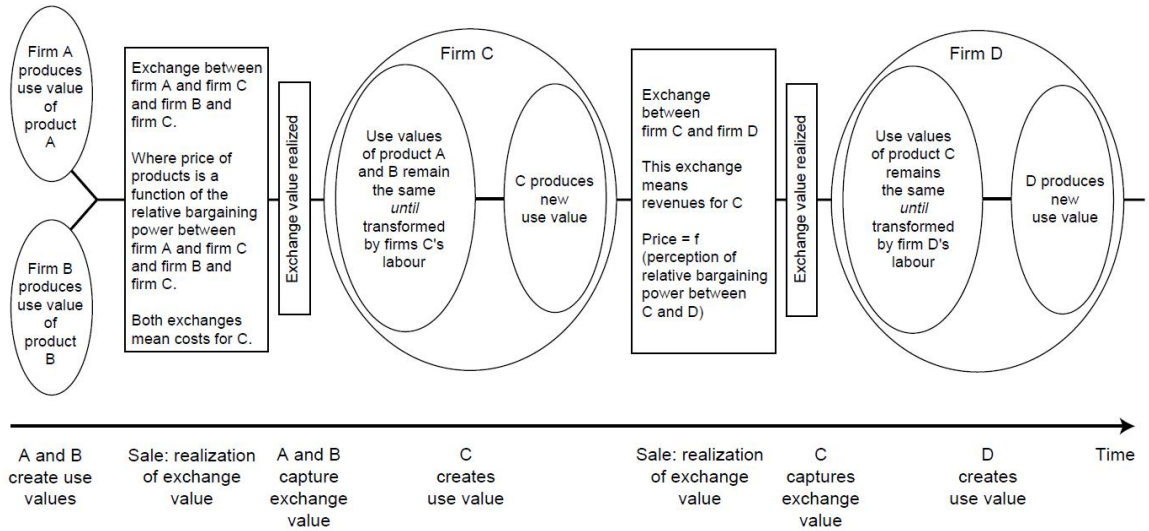 Firm A
produces
use value
of
product
A
Firm B
produces
use value
of
product
B
Exchange between
firm A and firm C
and firm B and
firm C.
Where price of
products is a
function of the
relative bargaining
power between
firm A and firm C
and firm B and
firm C.
Both exchanges
mean costs for C.
Exchange value realized
Firm C
Use values
of product A
and B remain
the same
until
transformed
by firms C's
labour
C produces
new
use value
Exchange
between
firm C and firm D
This exchange
means
revenues for C
Price = f
(perception of
relative bargaining
power between
C and D)
Exchange value realized
Firm D
Use values
of product C
remains
the same
until
transformed
by firm D's
labour
D produces
new
use value
A and B
create use
values
Sale: realization
of exchange
value
A and B
capture
exchange
value
C
creates
use value
Sale: realization
of exchange
value
C
captures
exchange
value
D
creates
use value
Time